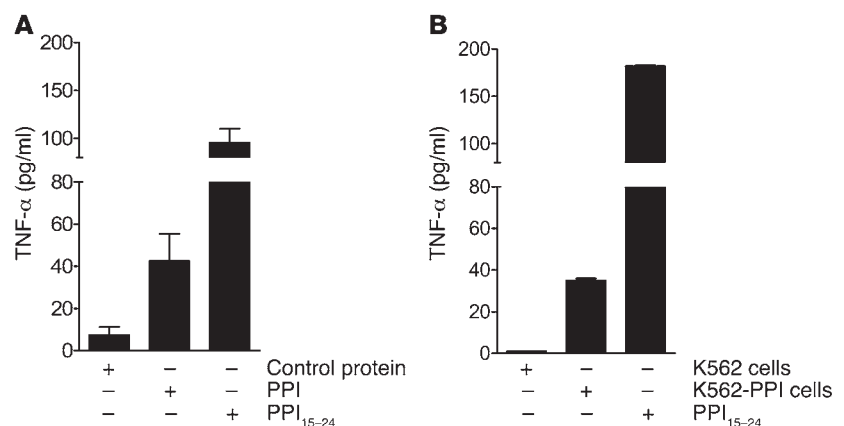 A
TNF-α (pg/ml)
200
150
100
80
60
40
20
0
+ – – Control protein
– + – PPI
– – + PPI15–24
B
TNF-α (pg/ml)
200
150
100
80
60
40
20
0
+ – – K562 cells
– + – K562-PPI cells
– – + PPI15–24